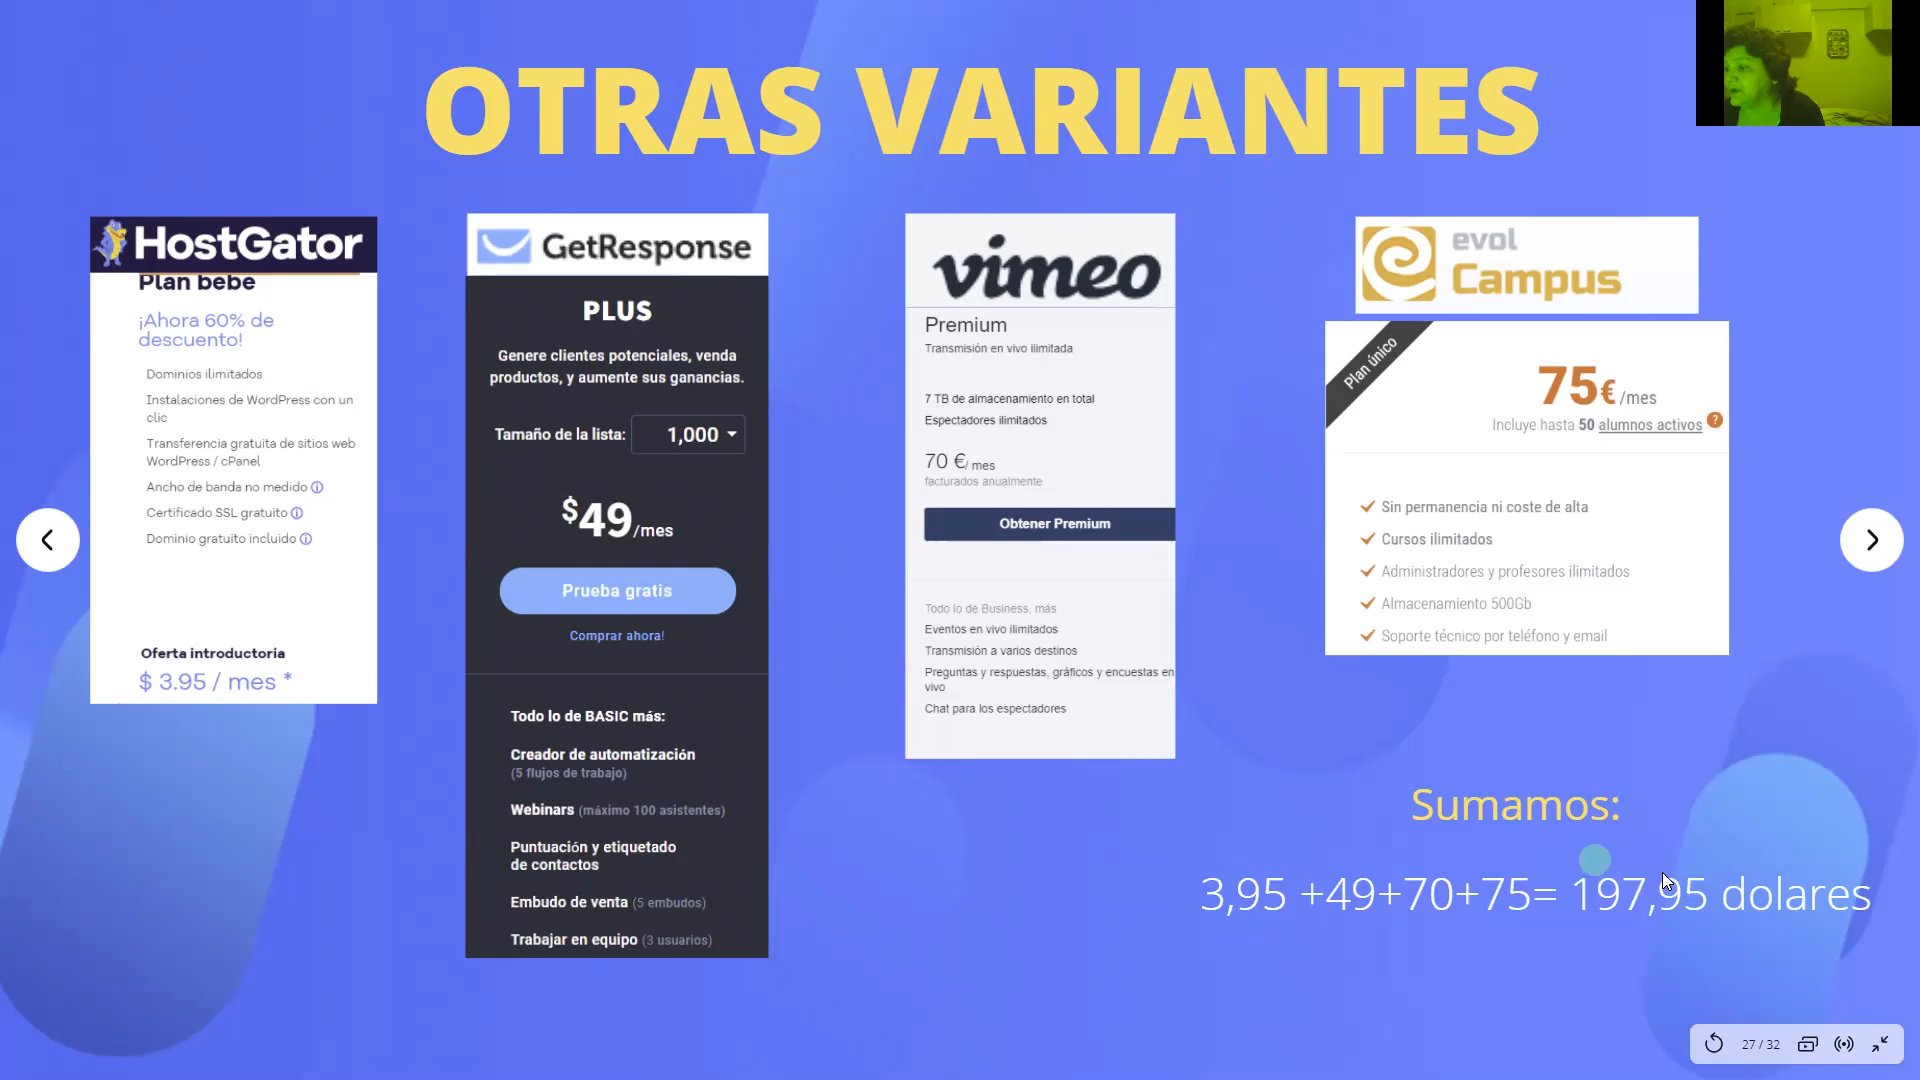 OTRAS VARIANTES
HostGator
Plan bebe
¡Ahora 60% de
descuento!
Dominios ilimitados
Instalaciones de WordPress con un
clic
Transferencia gratuita de sitios web
WordPress / cPanel
Ancho de banda no medido
Certificado SSL gratuito
Dominio gratuito incluido
Oferta introductoria
$ 3.95 / mes *
GetResponse
PLUS
Genere clientes potenciales, venda
productos, y aumente sus ganancias.
Tamaño de la lista: 1,000
$49/mes
Prueba gratis
Comprar ahora!
Todo lo de BASIC más:
Creador de automatización
(5 flujos de trabajo)
Webinars (máximo 100 asistentes)
Puntuación y etiquetado
de contactos
Embudo de venta (5 embudos)
Trabajar en equipo (3 usuarios)
vimeo
Premium
Transmisión en vivo ilimitada
7 TB de almacenamiento en total
Espectadores ilimitados
70 €/ mes
facturados anualmente
Obtener Premium
Todo lo de Business, más
Eventos en vivo ilimitados
Transmisión a varios destinos
Preguntas y respuestas, gráficos y encuestas en
vivo
Chat para los espectadores
evol
Campus
Plan único
75€/mes
Incluye hasta 50 alumnos activos ?
Sin permanencia ni coste de alta
Cursos ilimitados
Administradores y profesores ilimitados
Almacenamiento 500Gb
Soporte técnico por teléfono y email
Sumamos:
3,95 +49+70+75= 197,95 dolares
27 / 32